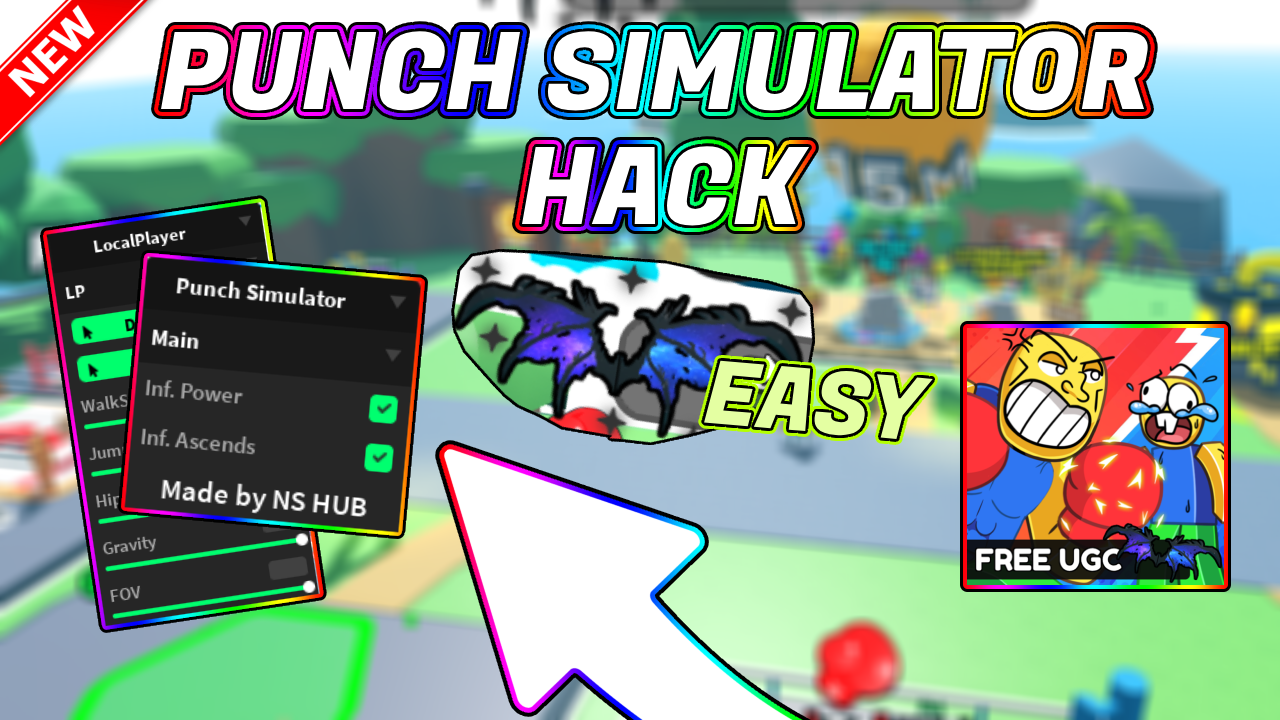 NEW
PUNCH SIMULATOR
HACK
15M
LocalPlayer
LP
Punch Simulator
Main
Inf. Power
Inf. Ascends
Made by NS HUB
Gravity
FOV
EASY
FREE UGC